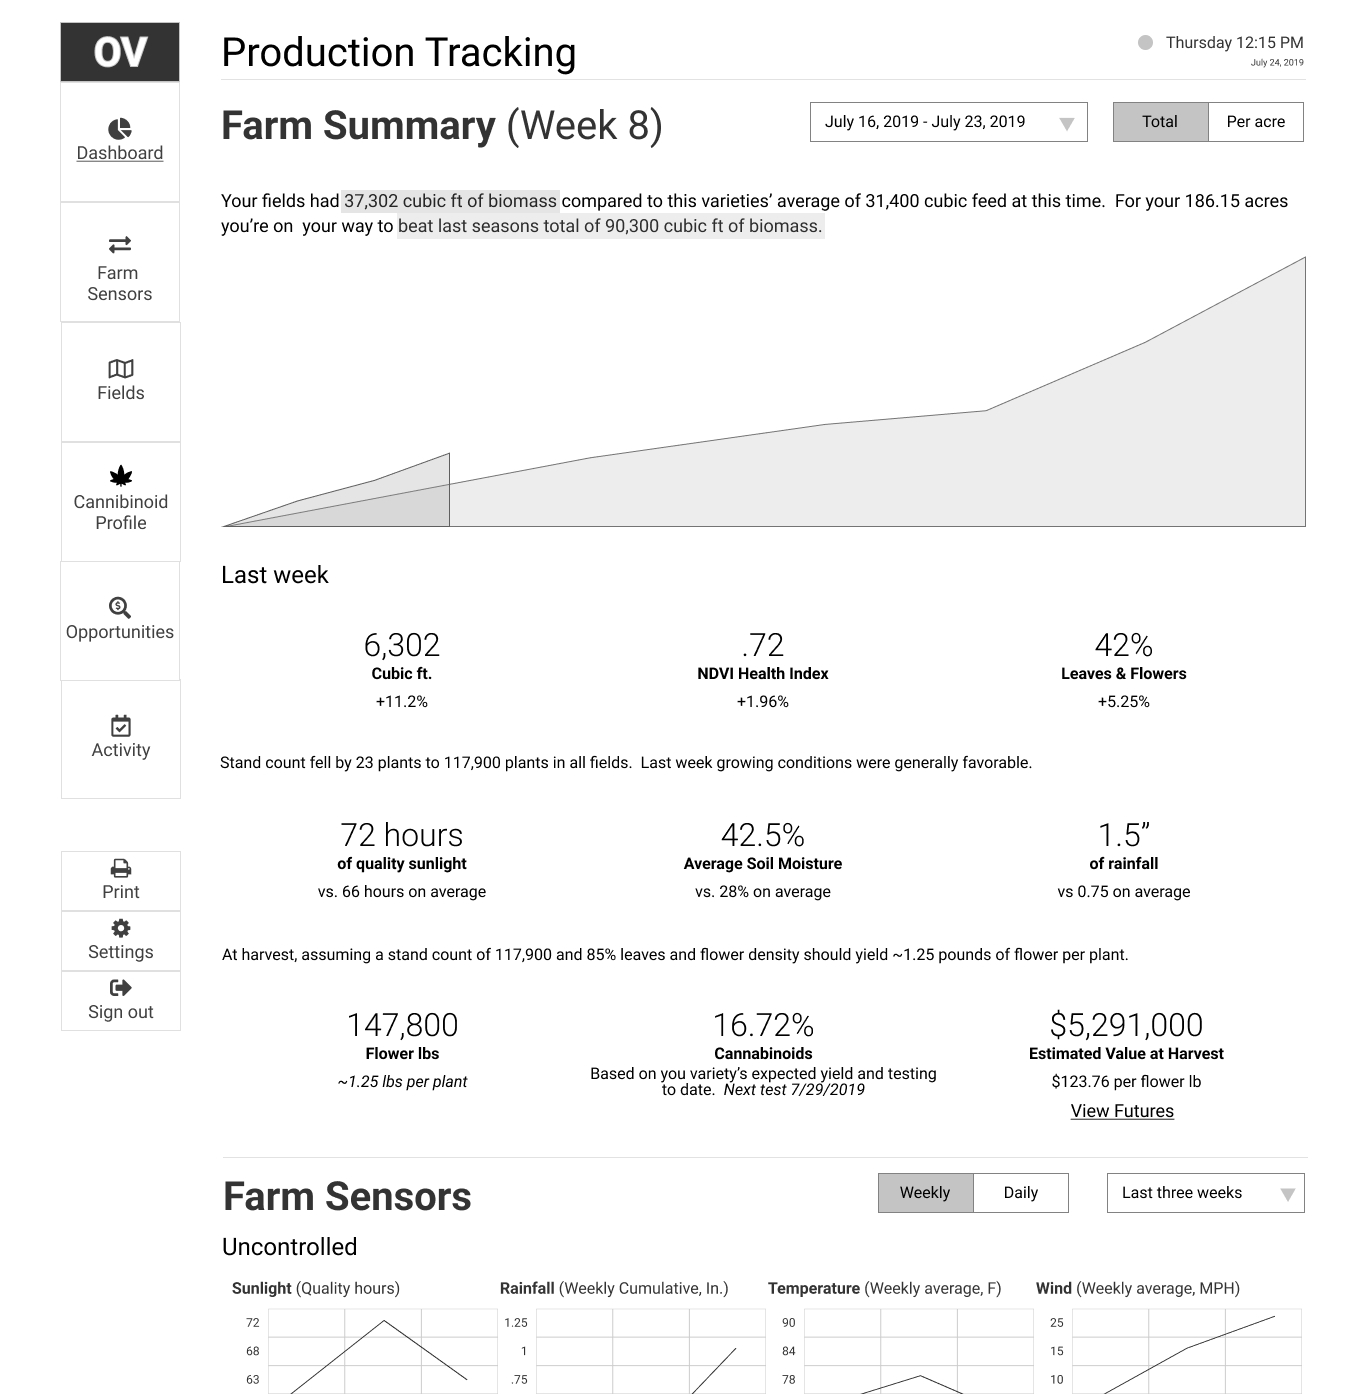 OV
Production Tracking
Thursday 12:15 PM
July 24, 2019
Dashboard
Farm
Sensors
Fields
Cannibinoid
Profile
Opportunities
Activity
Print
Settings
Sign out
Farm Summary (Week 8)
July 16, 2019 - July 23, 2019
Total
Per acre
Your fields had 37,302 cubic ft of biomass compared to this varieties’ average of 31,400 cubic feed at this time.  For your 186.15 acres
you’re on  your way to beat last seasons total of 90,300 cubic ft of biomass.
Last week
6,302
Cubic ft.
+11.2%
.72
NDVI Health Index
+1.96%
42%
Leaves & Flowers
+5.25%
Stand count fell by 23 plants to 117,900 plants in all fields.  Last week growing conditions were generally favorable.
72 hours
of quality sunlight
vs. 66 hours on average
42.5%
Average Soil Moisture
vs. 28% on average
1.5”
of rainfall
vs 0.75 on average
At harvest, assuming a stand count of 117,900 and 85% leaves and flower density should yield ~1.25 pounds of flower per plant.
147,800
Flower lbs
~1.25 lbs per plant
16.72%
Cannabinoids
Based on you variety’s expected yield and testing
to date.  Next test 7/29/2019
$5,291,000
Estimated Value at Harvest
$123.76 per flower lb
View Futures
Farm Sensors
Weekly
Daily
Last three weeks
Uncontrolled
Sunlight (Quality hours)
72
68
63
Rainfall (Weekly Cumulative, In.)
1.25
1
.75
Temperature (Weekly average, F)
90
84
78
Wind (Weekly average, MPH)
25
15
10